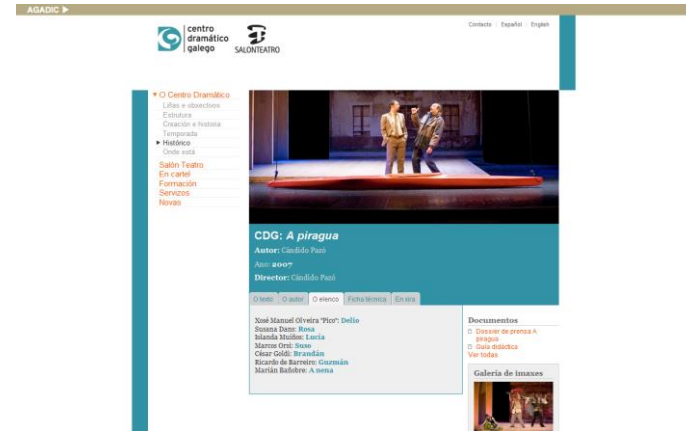 AGADIC
centro
dramático
galego
SALONTEATRO
Contacto
Español
English
O Centro Dramático
Liñas e obxectivos
Estrutura
Creación e historia
Temporada
Histórico
Onde está
Salón Teatro
En cartel
Formación
Servizos
Novas
CDG: A piragua
Autor: Cándido Pazó
Ano: 2007
Director: Cándido Pazó
O texto
O autor
O elenco
Ficha técnica
En xira
Xosé Manuel Olveira "Pico": Delio
Susana Dans: Rosa
Iolanda Muíños: Lucía
Marcos Orsi: Suso
César Goldi: Brandán
Ricardo de Barreiro: Guzmán
Marián Bañobre: A nena
Documentos
Dossier de prensa A
piragua
Guía didáctica
Ver todas
Galería de imaxes